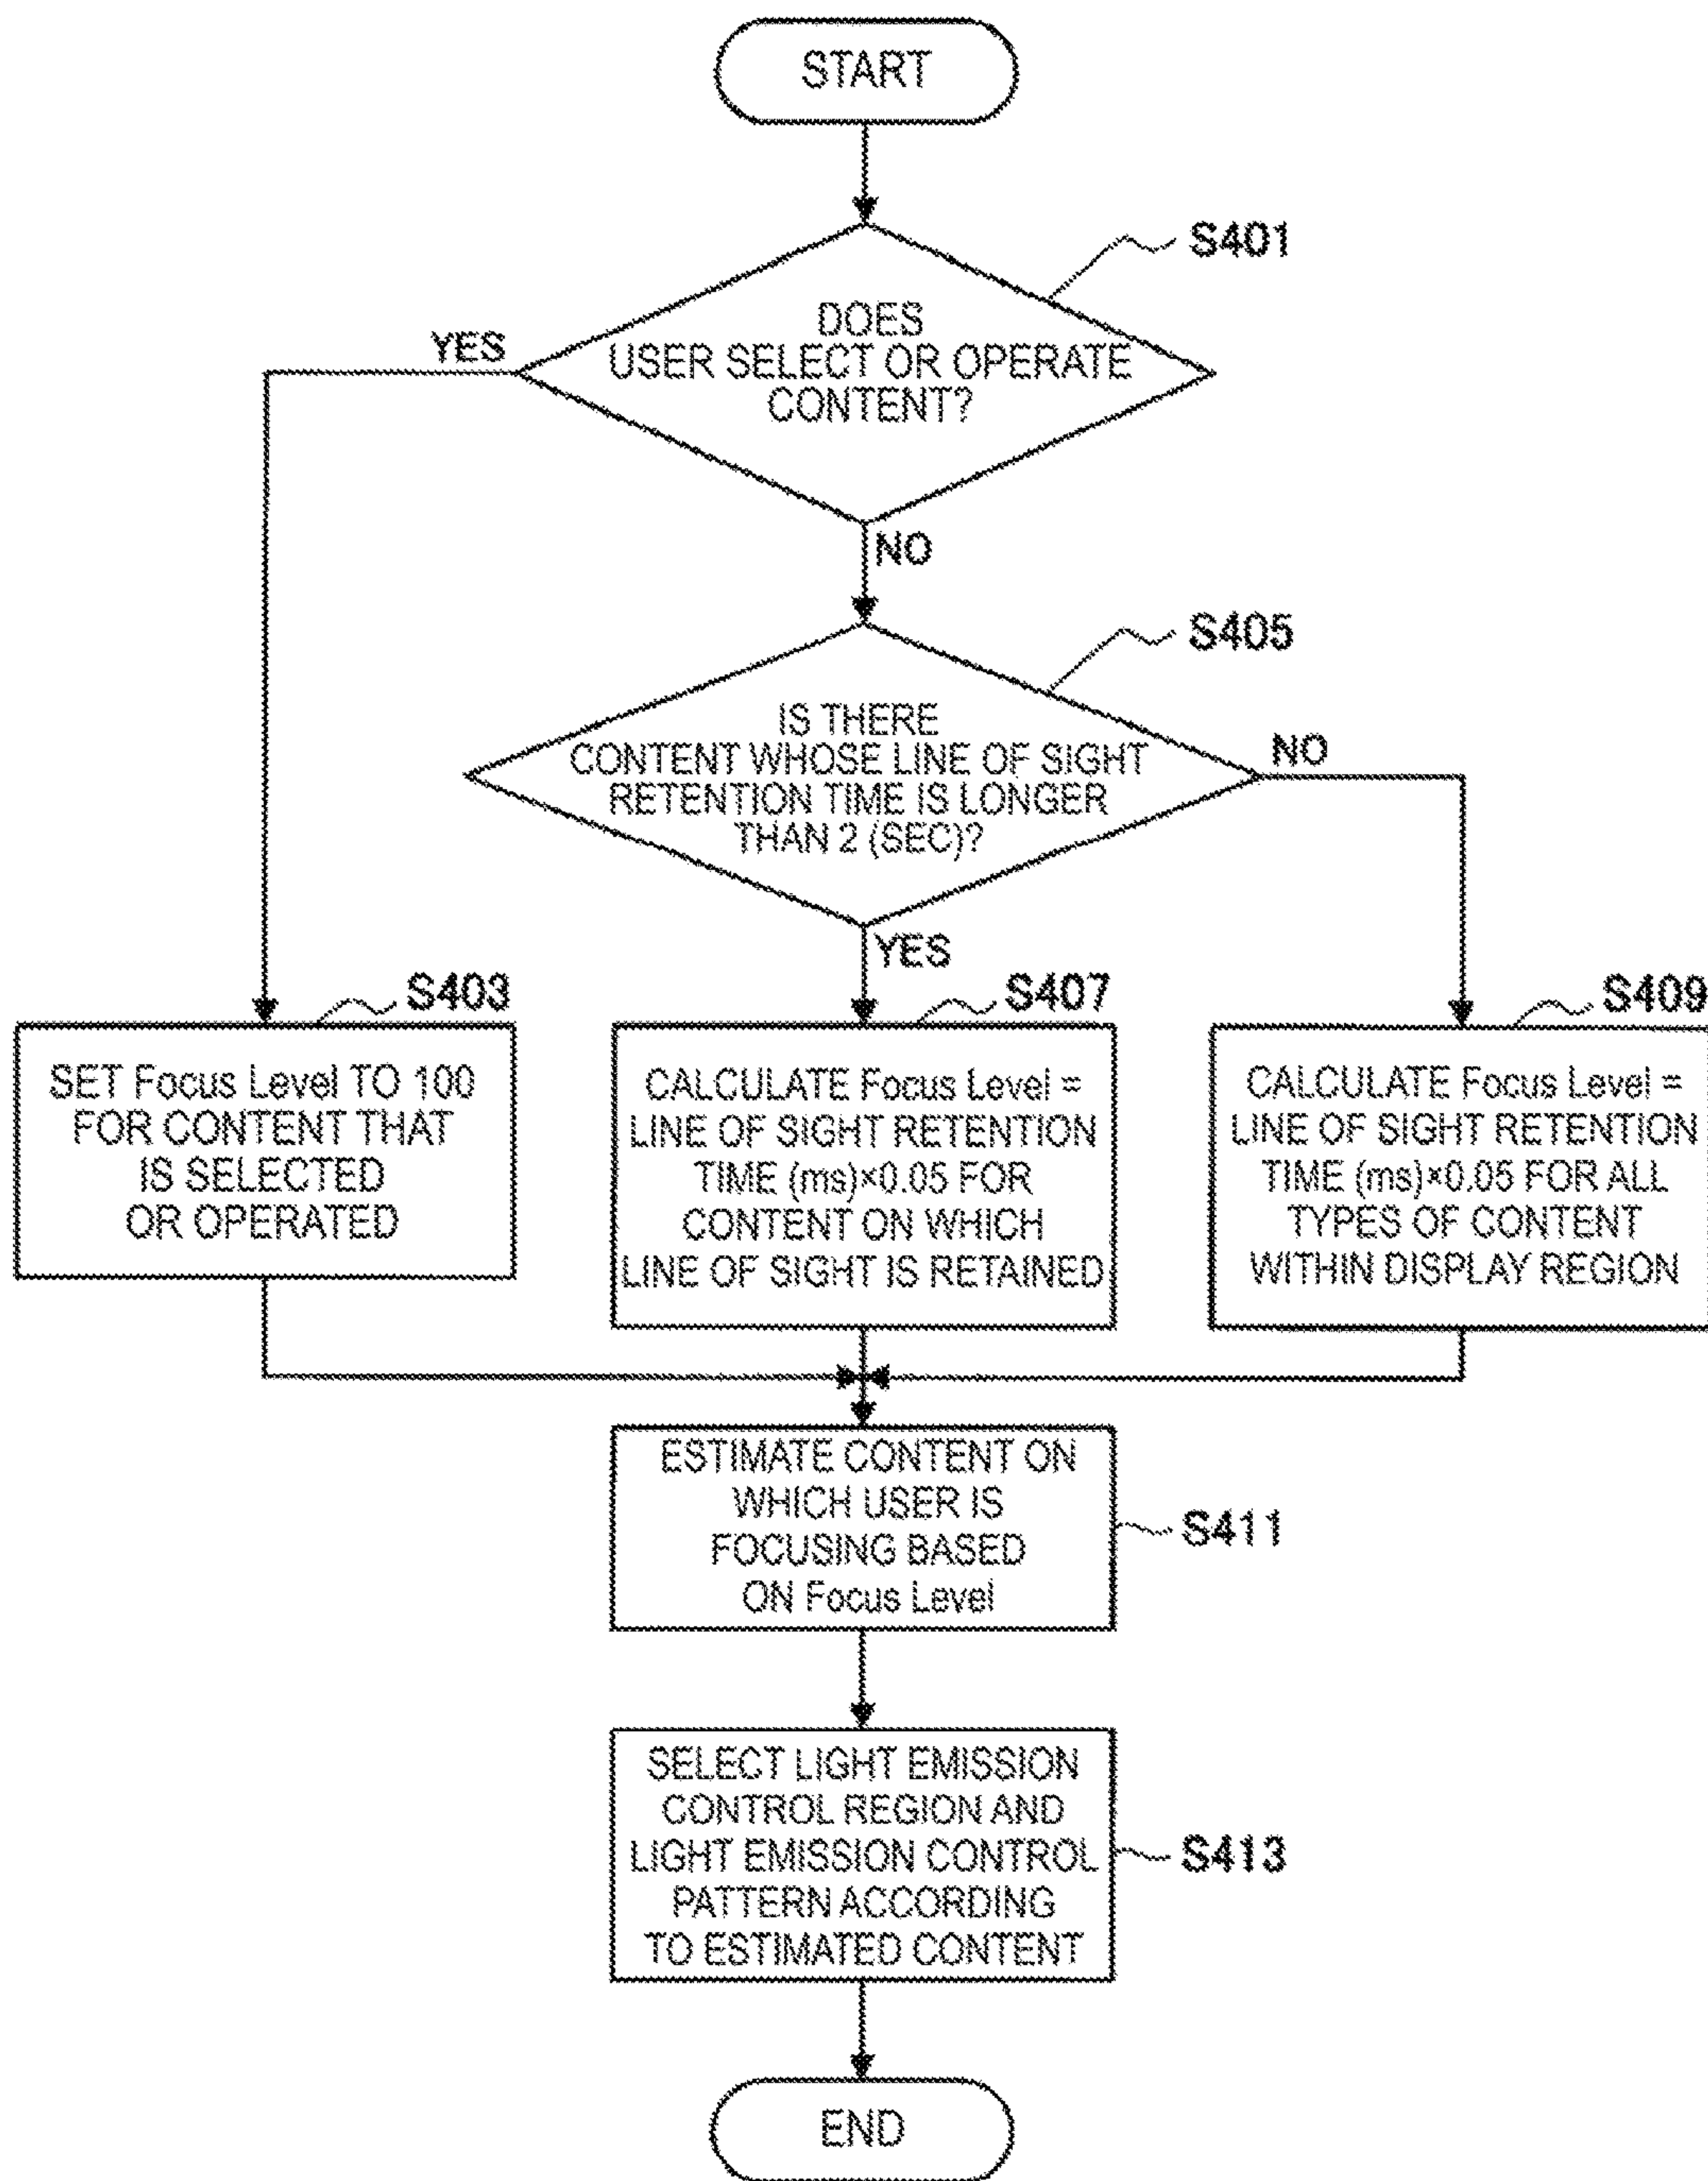 START
S401
DOES
USER SELECT OR OPERATE
CONTENT?
YES
NO
S405
IS THERE
CONTENT WHOSE LINE OF SIGHT
RETENTION TIME IS LONGER
THAN 2 (SEC)?
NO
YES
S403
SET Focus Level TO 100
FOR CONTENT THAT
IS SELECTED
OR OPERATED
S407
CALCULATE Focus Level =
LINE OF SIGHT RETENTION
TIME (ms)×0.05 FOR
CONTENT ON WHICH
LINE OF SIGHT IS RETAINED
S409
CALCULATE Focus Level =
LINE OF SIGHT RETENTION
TIME (ms)×0.05 FOR ALL
TYPES OF CONTENT
WITHIN DISPLAY REGION
ESTIMATE CONTENT ON
WHICH USER IS
FOCUSING BASED
ON Focus Level
S411
SELECT LIGHT EMISSION
CONTROL REGION AND
LIGHT EMISSION CONTROL
PATTERN ACCORDING
TO ESTIMATED CONTENT
S413
END